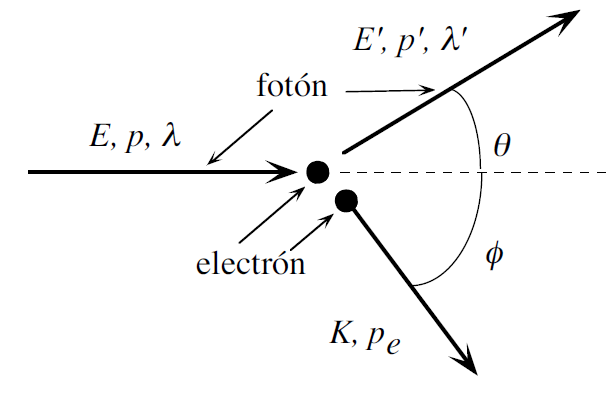 E′, p′, λ′
fotón
E, p, λ
θ
electrón
ϕ
K, pₑ